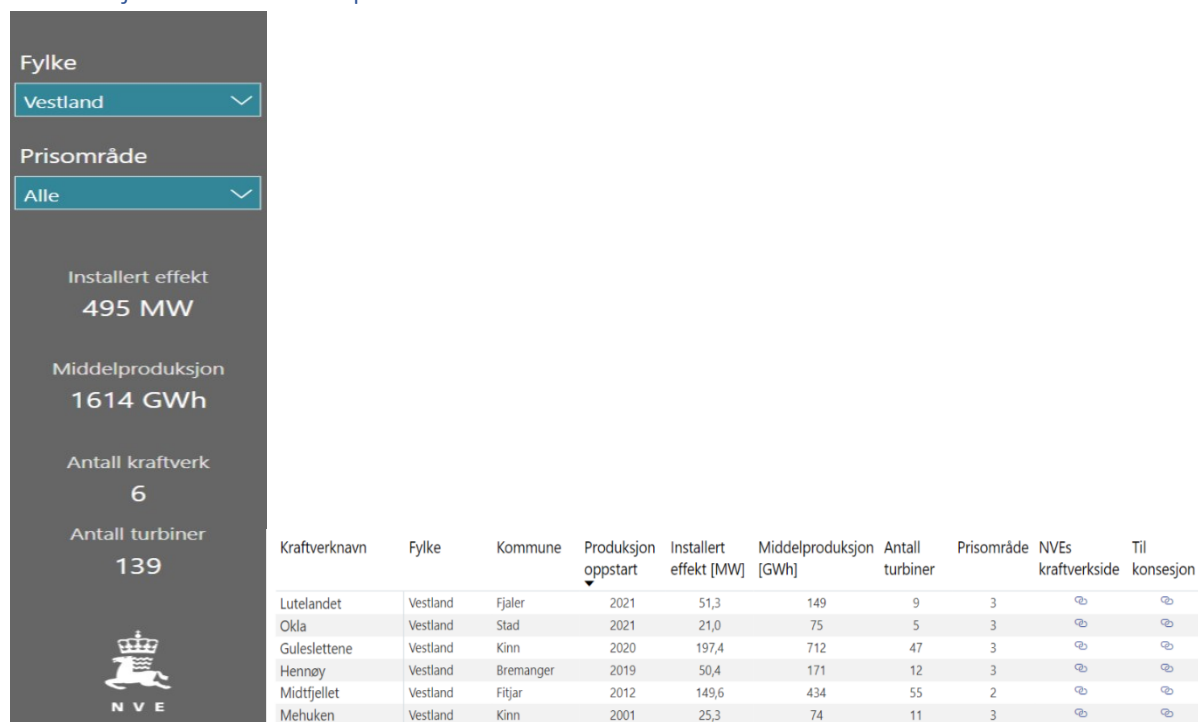 Fylke
Vestland
Prisområde
Alle
Installert effekt
495 MW
Middelproduksjon
1614 GWh
Antall kraftverk
6
Antall turbiner
139
NVE
Kraftverknavn Fylke Kommune Produksjon oppstart Installert effekt [MW] Middelproduksjon [GWh] Antall turbiner Prisområde NVEs kraftverkside Til konsesjon
Lutelandet Vestland Fjaler 2021 51,3 149 9 3
Okla Vestland Stad 2021 21,0 75 5 3
Guleslettene Vestland Kinn 2020 197,4 712 47 3
Hennøy Vestland Bremanger 2019 50,4 171 12 3
Midtfjellet Vestland Fitjar 2012 149,6 434 55 2
Mehuken Vestland Kinn 2001 25,3 74 11 3